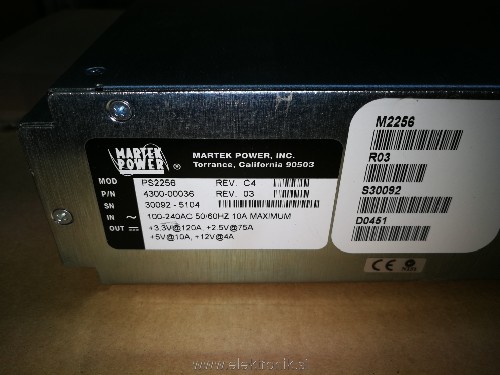 MARTEK POWER ®
MARTEK POWER, INC.
Torrance, California 90503
MOD PS2256 REV. C4
P/N 4300-00036 REV. 03
SN 30092 - 5104
IN ~ 100-240AC 50/60HZ 10A MAXIMUM
OUT +3.3V@120A, +2.5V@75A
+5V@10A, +12V@4A
M2256
R03
S30092
D0451
CE
www.elektronik.si